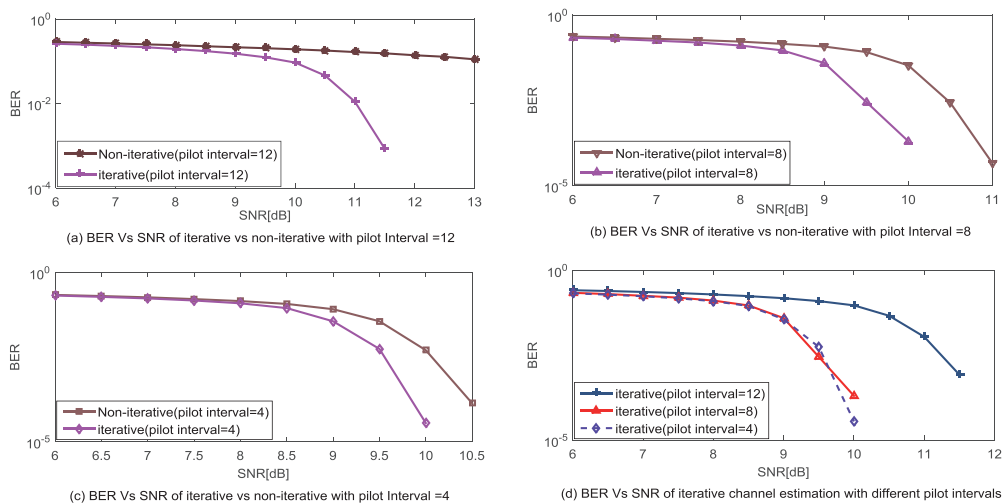 10^0
10^-2
10^-4
BER
6 7 8 9 10 11 12 13
SNR[dB]
Non-iterative(pilot interval=12)
iterative(pilot interval=12)
(a) BER Vs SNR of iterative vs non-iterative with pilot Interval =12
10^0
10^-5
BER
6 7 8 9 10 11
SNR[dB]
Non-iterative(pilot interval=8)
iterative(pilot interval=8)
(b) BER Vs SNR of iterative vs non-iterative with pilot Interval =8
10^0
10^-5
BER
6 6.5 7 7.5 8 8.5 9 9.5 10 10.5
SNR[dB]
Non-iterative(pilot interval=4)
iterative(pilot interval=4)
(c) BER Vs SNR of iterative vs non-iterative with pilot Interval =4
10^0
10^-5
BER
6 7 8 9 10 11 12
SNR[dB]
iterative(pilot interval=12)
iterative(pilot interval=8)
iterative(pilot interval=4)
(d) BER Vs SNR of iterative channel estimation with different pilot intervals